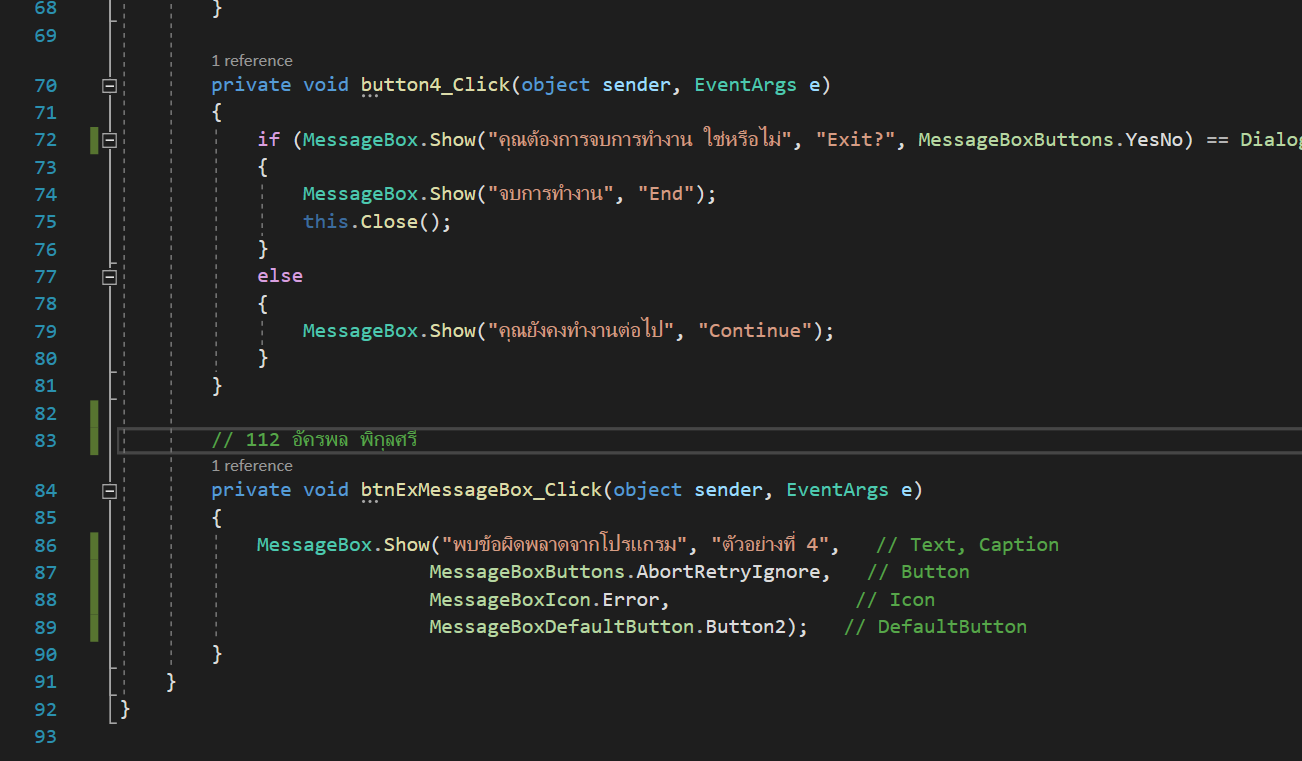 68 }
69
1 reference
70 private void button4_Click(object sender, EventArgs e)
71 {
72 if (MessageBox.Show("คุณต้องการจบการทำงาน ใช่หรือไม่", "Exit?", MessageBoxButtons.YesNo) == Dialog
73 {
74 MessageBox.Show("จบการทำงาน", "End");
75 this.Close();
76 }
77 else
78 {
79 MessageBox.Show("คุณยังคงทำงานต่อไป", "Continue");
80 }
81 }
82
83 // 112 อัครพล พิกุลศรี
1 reference
84 private void btnExMessageBox_Click(object sender, EventArgs e)
85 {
86 MessageBox.Show("พบข้อผิดพลาดจากโปรแกรม", "ตัวอย่างที่ 4", // Text, Caption
87 MessageBoxButtons.AbortRetryIgnore, // Button
88 MessageBoxIcon.Error, // Icon
89 MessageBoxDefaultButton.Button2); // DefaultButton
90 }
91 }
92 }
93